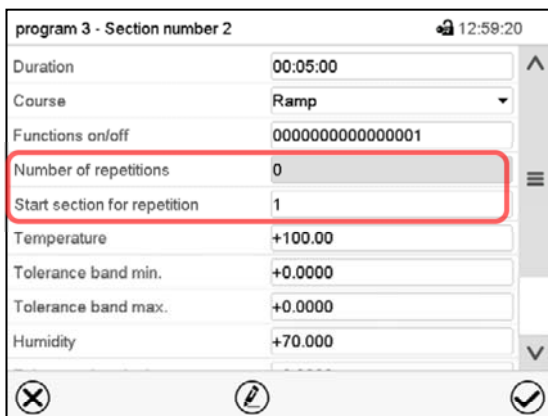 program 3 - Section number 2 12:59:20
Duration 00:05:00
Course Ramp
Functions on/off 0000000000000001
Number of repetitions 0
Start section for repetition 1
Temperature +100.00
Tolerance band min. +0.0000
Tolerance band max. +0.0000
Humidity +70.000